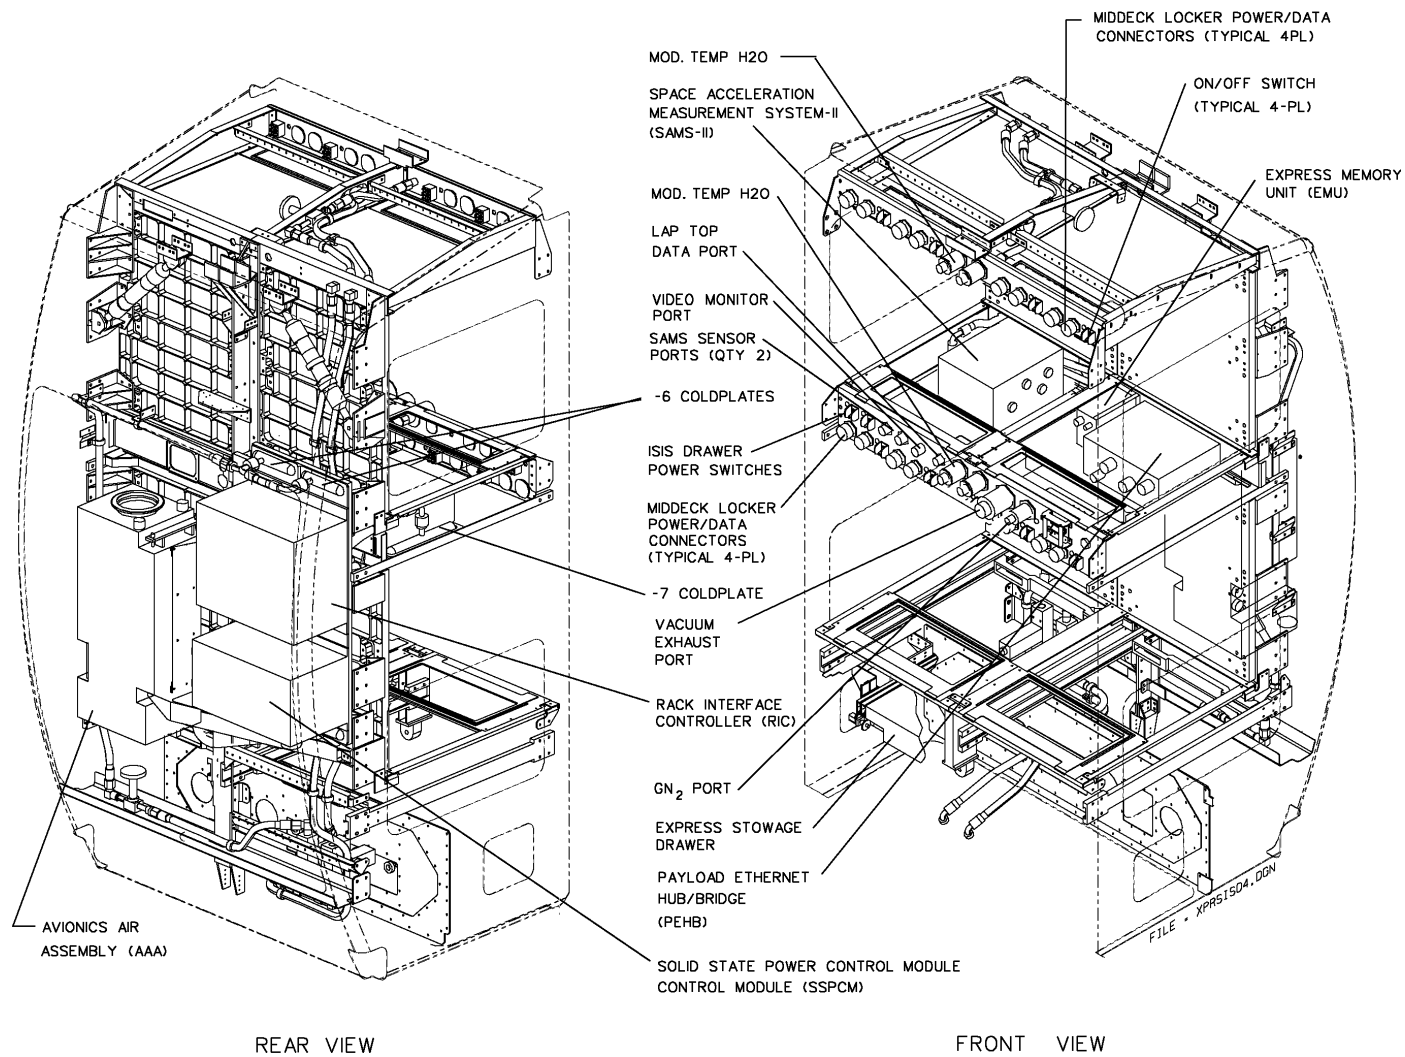 MIDDECK LOCKER POWER/DATA
CONNECTORS (TYPICAL 4PL)
MOD. TEMP H2O
ON/OFF SWITCH
(TYPICAL 4-PL)
SPACE ACCELERATION
MEASUREMENT SYSTEM-II
(SAMS-II)
EXPRESS MEMORY
UNIT (EMU)
MOD. TEMP H2O
LAP TOP
DATA PORT
VIDEO MONITOR
PORT
SAMS SENSOR
PORTS (QTY 2)
-6 COLDPLATES
ISIS DRAWER
POWER SWITCHES
MIDDECK LOCKER
POWER/DATA
CONNECTORS
(TYPICAL 4-PL)
-7 COLDPLATE
VACUUM
EXHAUST
PORT
RACK INTERFACE
CONTROLLER (RIC)
GN2 PORT
EXPRESS STOWAGE
DRAWER
PAYLOAD ETHERNET
HUB/BRIDGE
(PEHB)
AVIONICS AIR
ASSEMBLY (AAA)
SOLID STATE POWER CONTROL MODULE
CONTROL MODULE (SSPCM)
FILE - XPRSIS04.DGN
REAR VIEW
FRONT VIEW